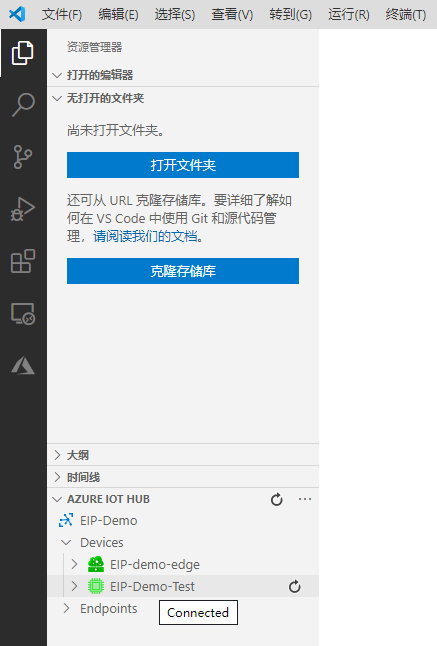 文件(F) 编辑(E) 选择(S) 查看(V) 转到(G) 运行(R) 终端(T)
资源管理器
打开的编辑器
无打开的文件夹
尚未打开文件夹。
打开文件夹
还可从 URL 克隆存储库。要详细了解如
何在 VS Code 中使用 Git 和源代码管
理，请阅读我们的文档。
克隆存储库
大纲
时间线
AZURE IOT HUB
EIP-Demo
Devices
EIP-demo-edge
EIP-Demo-Test
Endpoints
Connected